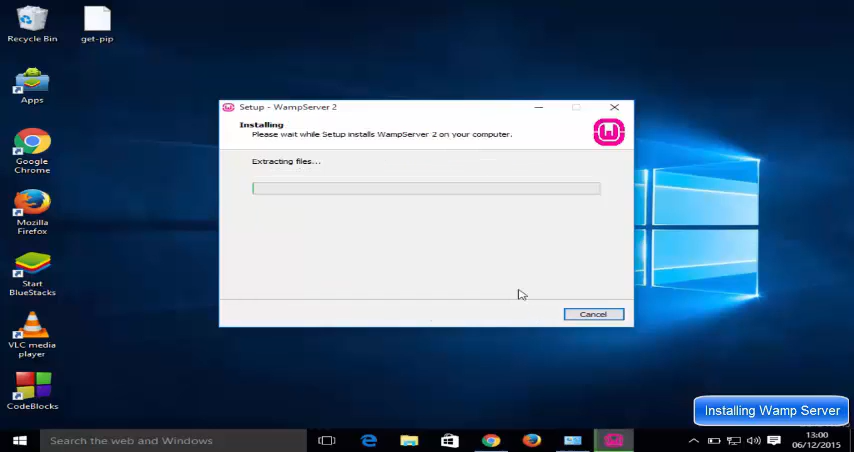 Recycle Bin
get-pip
Apps
Google
Chrome
Mozilla
Firefox
Start
BlueStacks
VLC media
player
CodeBlocks
Setup - WampServer 2
Installing
Please wait while Setup installs WampServer 2 on your computer.
Extracting files...
Cancel
Installing Wamp Server
Search the web and Windows
13:00
06/12/2015